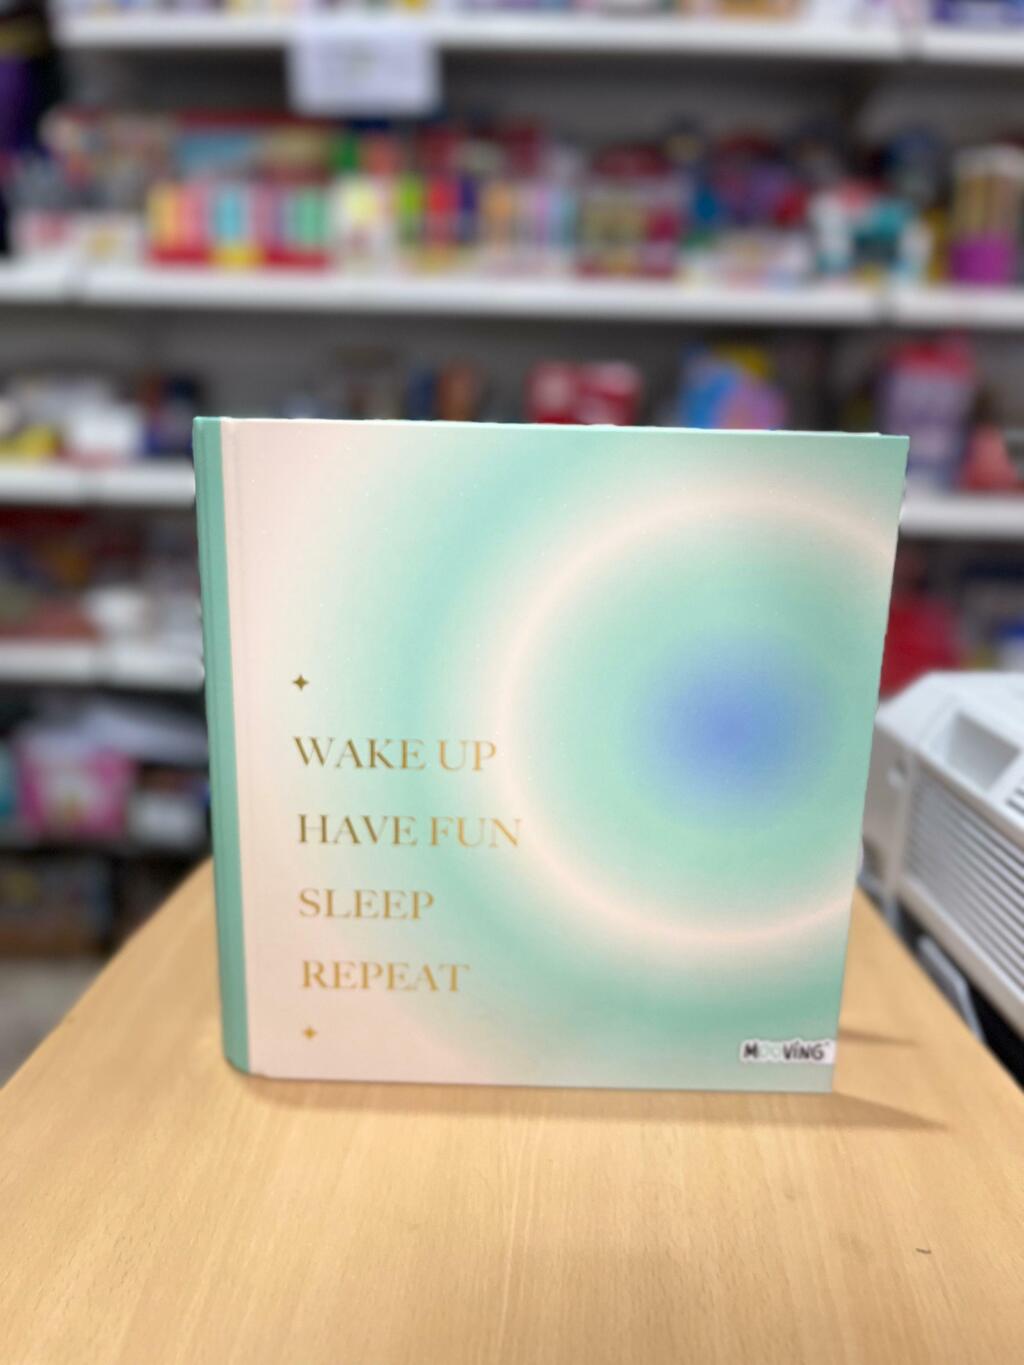 WAKE UP
HAVE FUN
SLEEP
REPEAT
MOOVING